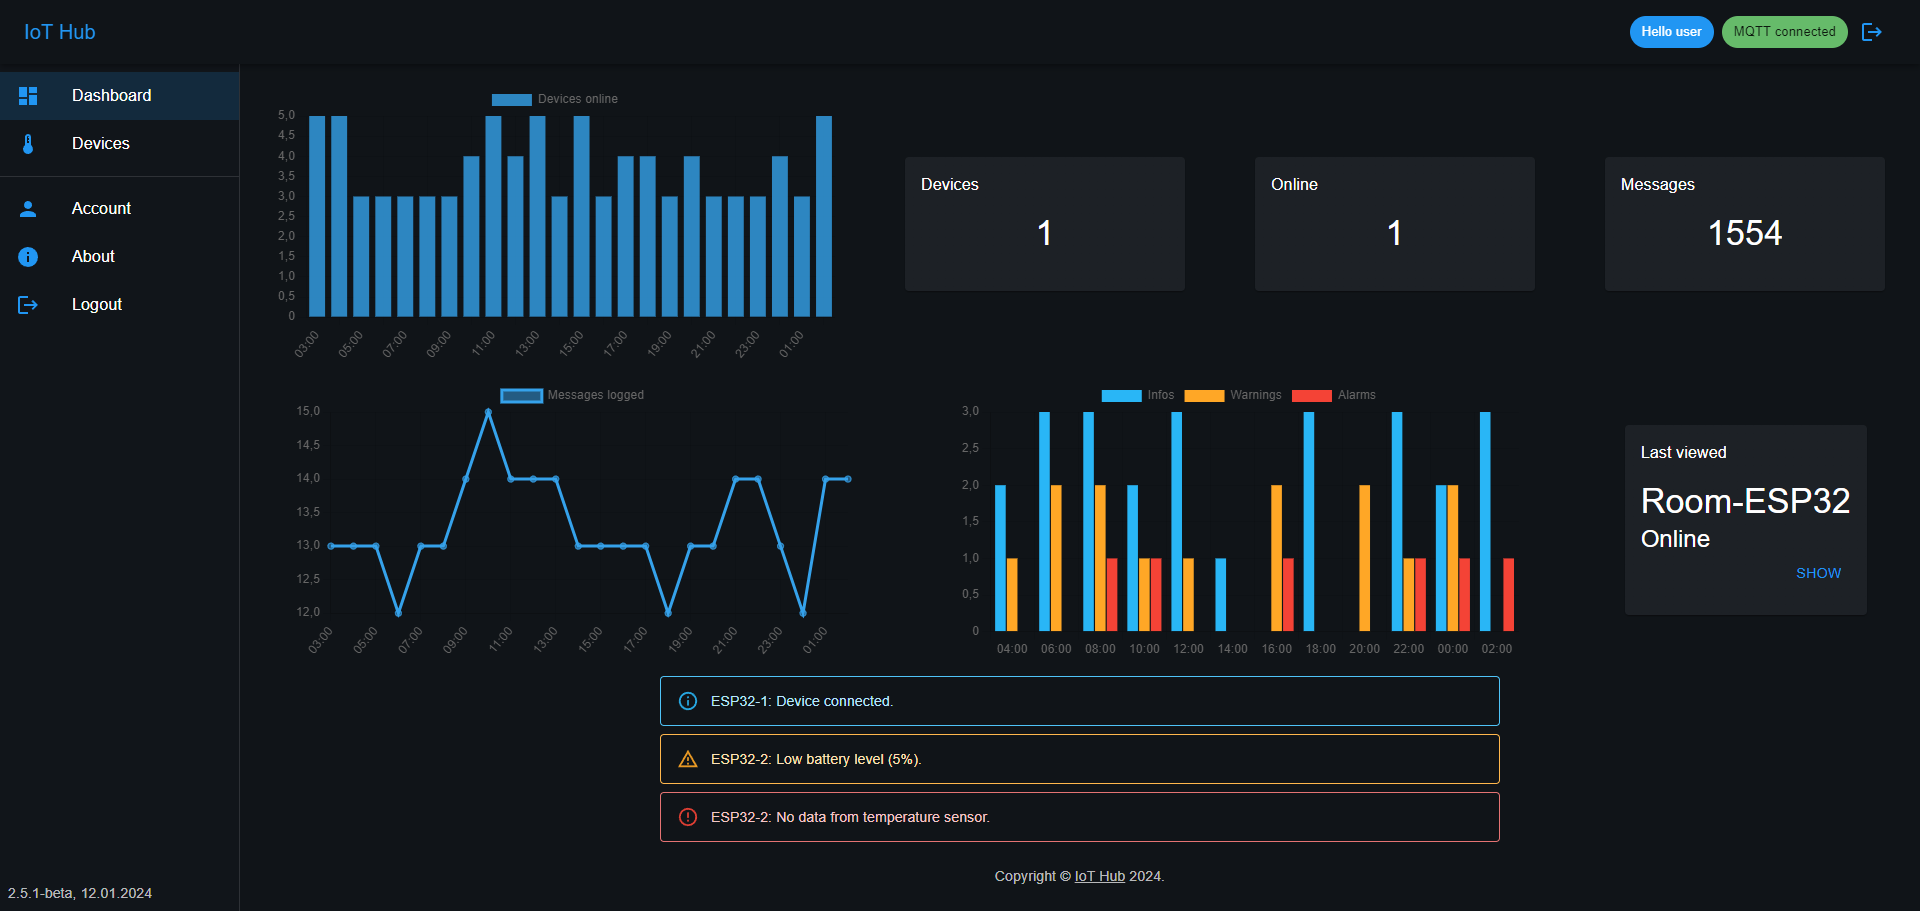 IoT Hub
Hello user
MQTT connected
Dashboard
Devices
Account
About
Logout
2.5.1-beta, 12.01.2024
Devices online
5,0
4,5
4,0
3,5
3,0
2,5
2,0
1,5
1,0
0,5
0
03:00 05:00 07:00 09:00 11:00 13:00 15:00 17:00 19:00 21:00 23:00 01:00
Devices
1
Online
1
Messages
1554
Messages logged
15,0
14,5
14,0
13,5
13,0
12,5
12,0
03:00 05:00 07:00 09:00 11:00 13:00 15:00 17:00 19:00 21:00 23:00 01:00
Infos Warnings Alarms
3,0
2,5
2,0
1,5
1,0
0,5
0
04:00 06:00 08:00 10:00 12:00 14:00 16:00 18:00 20:00 22:00 00:00 02:00
Last viewed
Room-ESP32
Online
SHOW
ESP32-1: Device connected.
ESP32-2: Low battery level (5%).
ESP32-2: No data from temperature sensor.
Copyright © IoT Hub 2024.